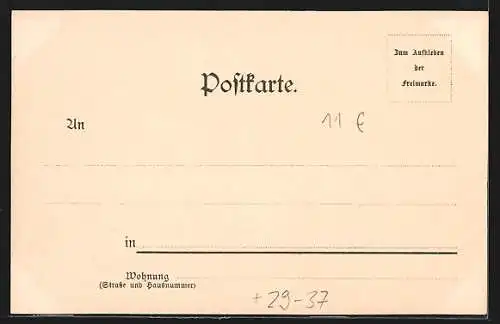 Zum Aufkleben
der
Freimarke.
Postkarte.
11 €
An
in
Wohnung
(Straße und Hausnummer)
+29-37